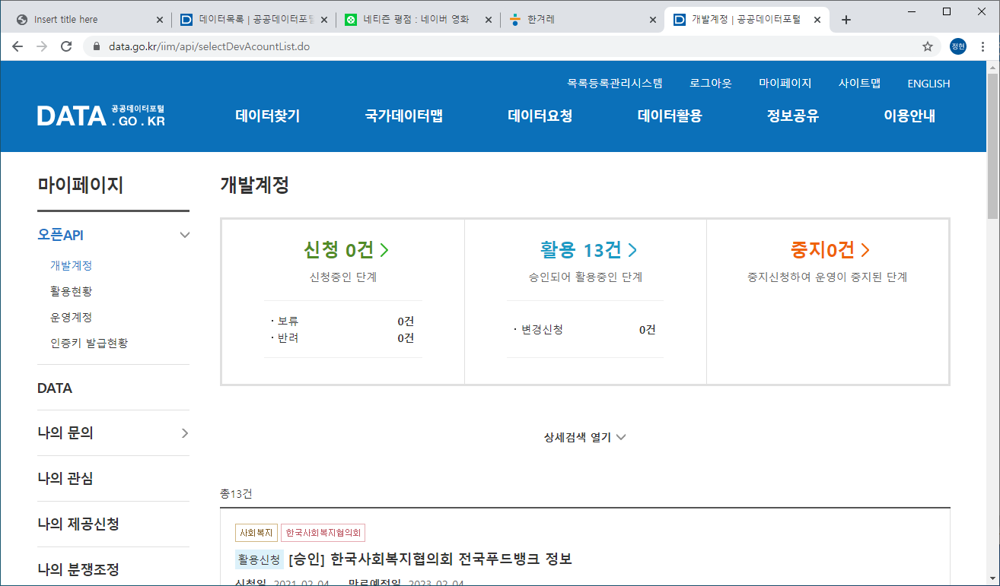 Insert title here
데이터목록 | 공공데이터포털
네티즌 평점 : 네이버 영화
한겨레
개발계정 | 공공데이터포털
data.go.kr/iim/api/selectDevAcountList.do
정현
목록등록관리시스템 로그아웃 마이페이지 사이트맵 ENGLISH
DATA 공공데이터포털 . GO . KR
데이터찾기 국가데이터맵 데이터요청 데이터활용 정보공유 이용안내
마이페이지
오픈API
개발계정
활용현황
운영계정
인증키 발급현황
DATA
나의 문의
나의 관심
나의 제공신청
나의 분쟁조정
개발계정
신청 0건
신청중인 단계
· 보류 0건
· 반려 0건
활용 13건
승인되어 활용중인 단계
· 변경신청 0건
중지0건
중지신청하여 운영이 중지된 단계
상세검색 열기
총13건
사회복지 한국사회복지협의회
활용신청 [승인] 한국사회복지협의회 전국푸드뱅크 정보
신청일 2021-02-04 만료예정일 2023-02-04